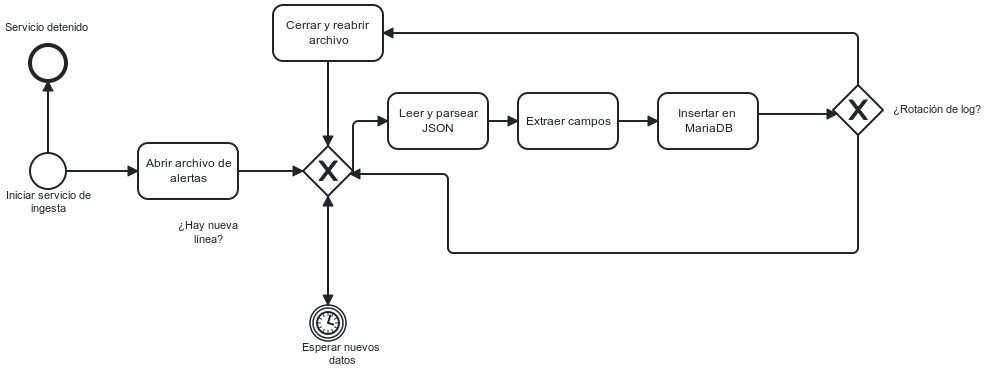 Servicio detenido
Iniciar servicio de
ingesta
Abrir archivo de
alertas
¿Hay nueva
línea?
Cerrar y reabrir
archivo
Esperar nuevos
datos
Leer y parsear
JSON
Extraer campos
Insertar en
MariaDB
¿Rotación de log?